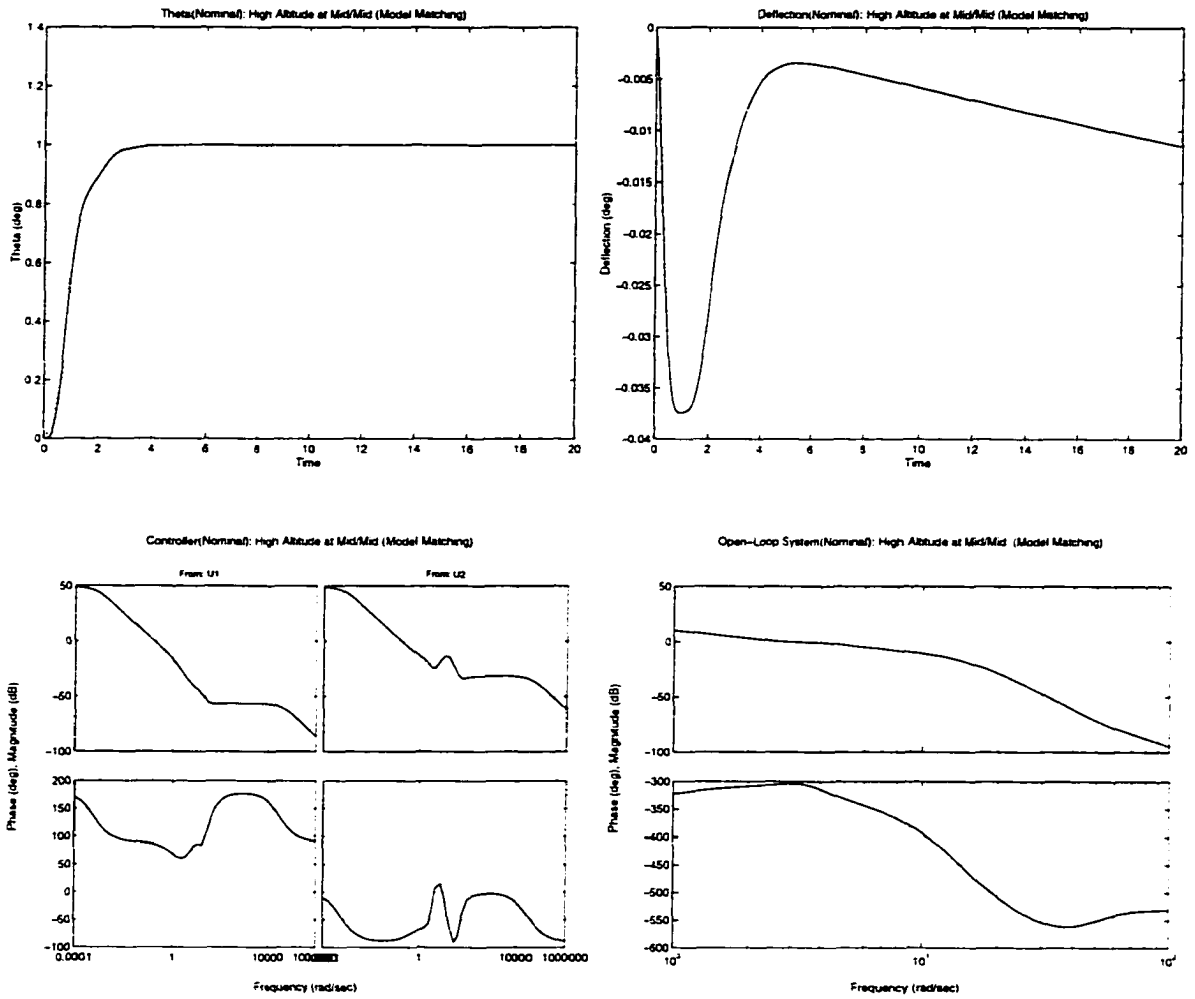 Theta(Nominal): High Altitude at Mid/Mid (Model Matching)
1.4
1.2
1
0.8
0.6
0.4
0.2
0
Theta (deg)
0 2 4 6 8 10 12 14 16 18 20
Time
Deflection(Nominal): High Altitude at Mid/Mid (Model Matching)
0
-0.005
-0.01
-0.015
-0.02
-0.025
-0.03
-0.035
-0.04
Deflection (deg)
0 2 4 6 8 10 12 14 16 18 20
Time
Controller(Nominal): High Altitude at Mid/Mid (Model Matching)
From: U1
From: U2
50
0
-50
-100
200
150
100
50
0
-50
-100
Phase (deg), Magnitude (dB)
0.0001 1 10000
1 10000 1000000
Frequency (rad/sec)
Open-Loop System(Nominal): High Altitude at Mid/Mid (Model Matching)
50
0
-50
-100
-300
-350
-400
-450
-500
-550
-600
Phase (deg), Magnitude (dB)
10¹
Frequency (rad/sec)